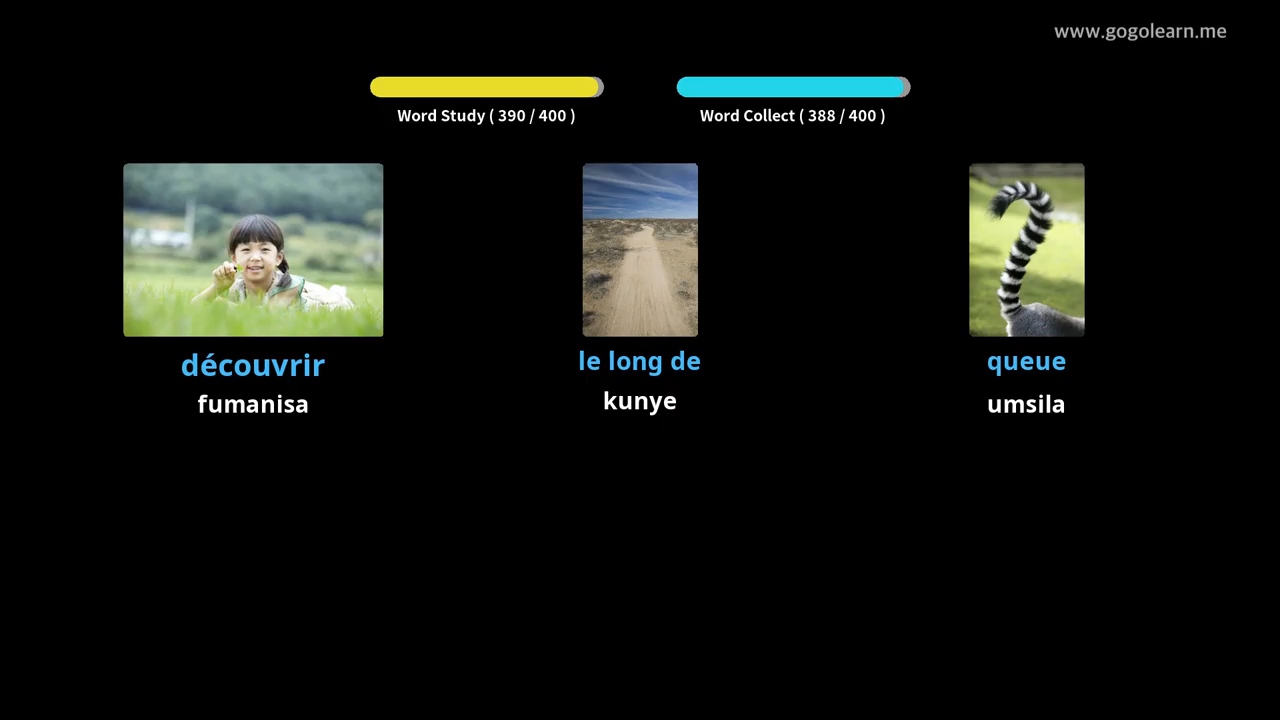 www.gogolearn.me
Word Study ( 390 / 400 )
Word Collect ( 388 / 400 )
découvrir
fumanisa
le long de
kunye
queue
umsila